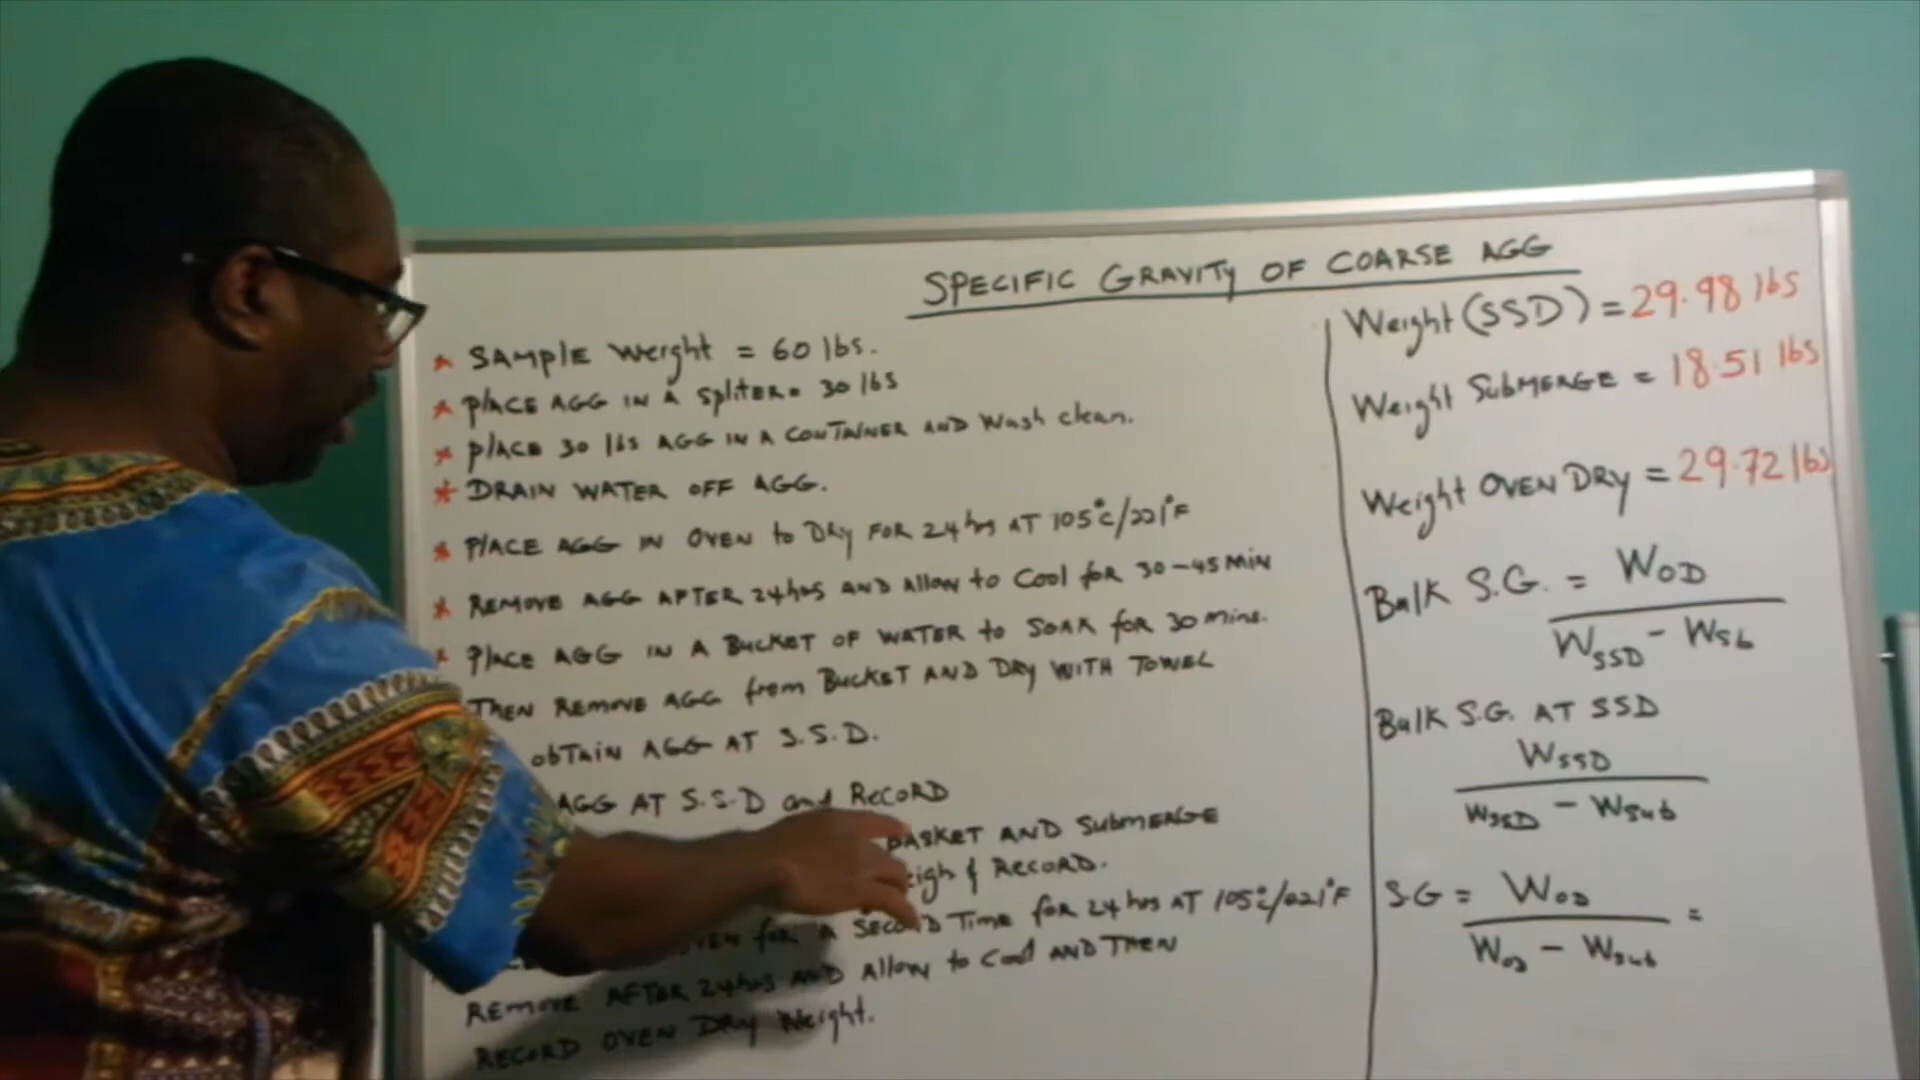 SPECIFIC GRAVITY OF COARSE AGG
* SAMPLE Weight = 60 lbs.
* PLACE AGG IN A Spliter = 30 lbs
* PLACE 30 lbs AGG IN A CONTAINER AND Wash clean.
* DRAIN WATER OFF AGG.
* PLACE AGG IN OVEN to Dry FOR 24 hrs AT 105°C/221°F
* REMOVE AGG AFTER 24 hrs AND Allow to Cool for 30-45 MIN
* PLACE AGG IN A BUCKET OF WATER to SOAK for 30 mins.
THEN REMOVE AGG from BUCKET AND DRY WITH TOWEL
obTAIN AGG AT S.S.D.
AGG AT S.S.D and RECORD
BASKET AND SubMERGE
& RECORD.
for A SECOND TIME for 24 hrs AT 105°C/221°F
REMOVE AFTER 24 hrs AND Allow to Cool AND THEN
RECORD OVEN DRY Weight.
Weight (SSD) = 29.98 lbs
Weight SubMERGE = 18.51 lbs
Weight OVEN DRY = 29.72 lbs
Bulk S.G. = WOD
WSSD - WSb
Bulk S.G. AT SSD
WSSD
WSSD - WSub
S.G = WOD =
WOD - WSub